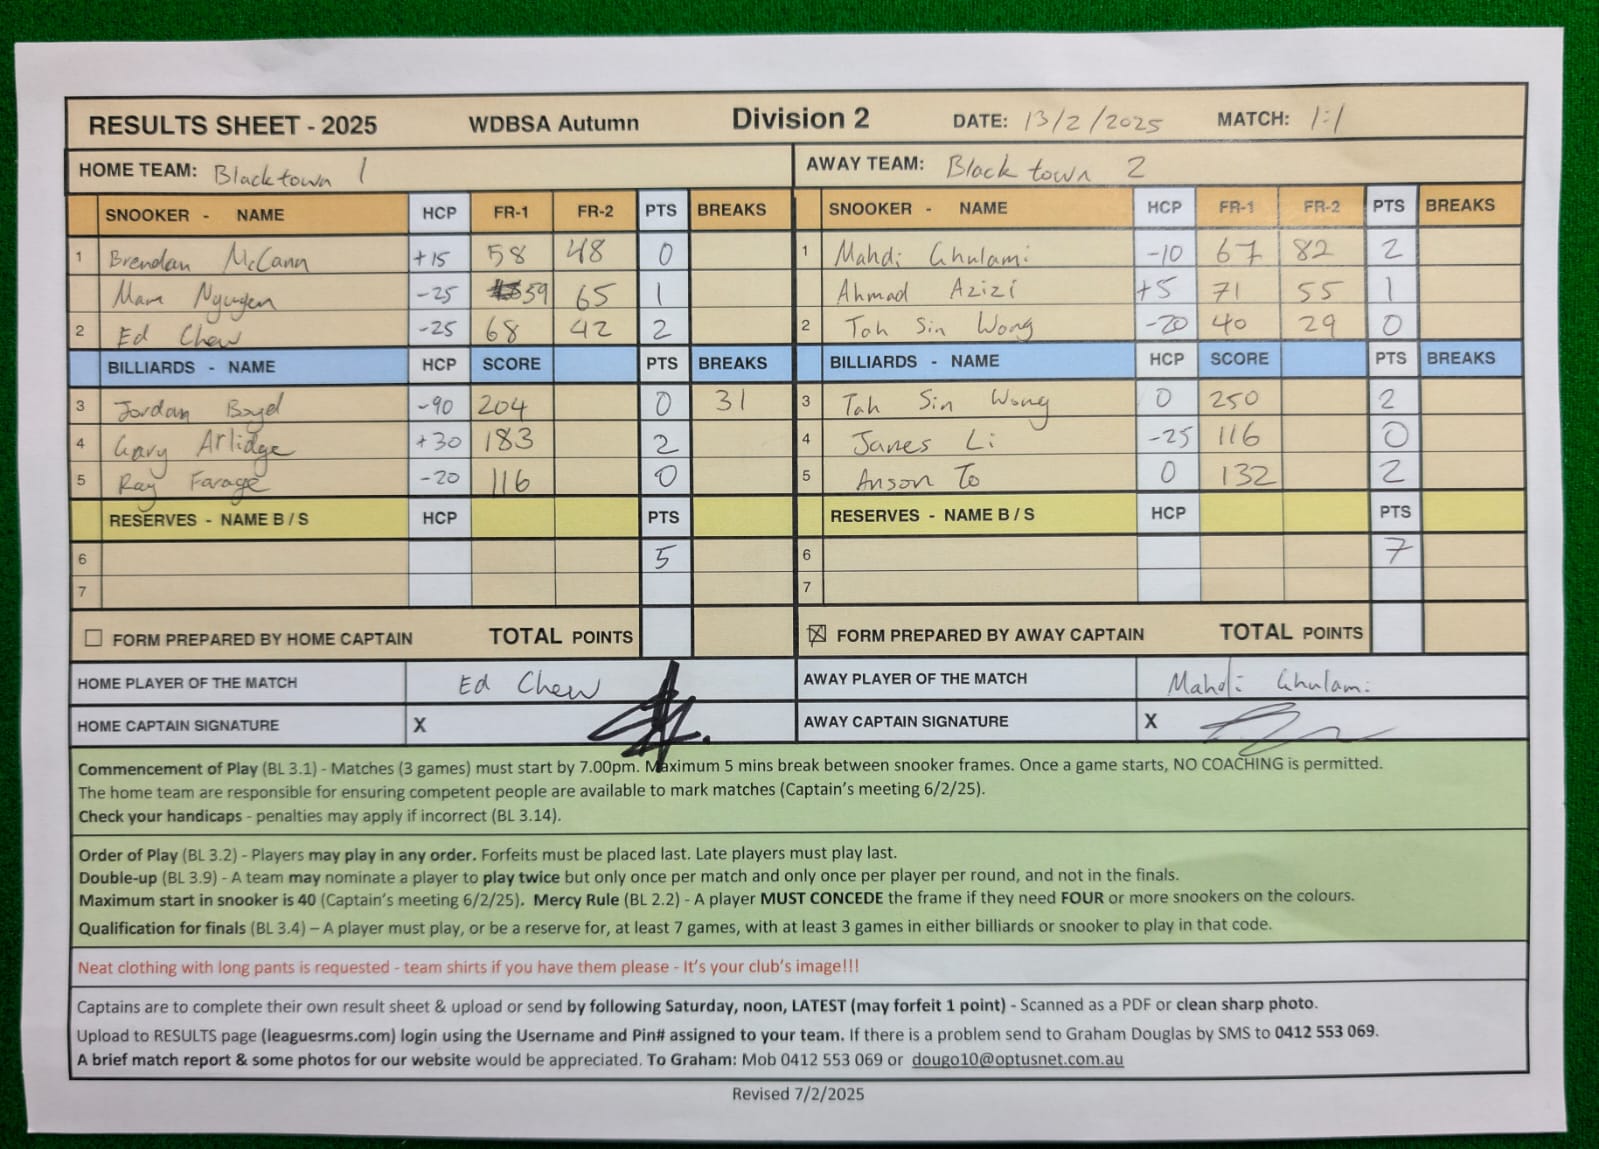 RESULTS SHEET - 2025 WDBSA Autumn Division 2 DATE: 13/2/2025 MATCH: 1:1
HOME TEAM: Blacktown 1 AWAY TEAM: Blacktown 2
SNOOKER - NAME HCP FR-1 FR-2 PTS BREAKS SNOOKER - NAME HCP FR-1 FR-2 PTS BREAKS
1 Brendan McCann +15 58 48 0 1 Mahdi Ghulami -10 67 82 2
Nguyen -25 59 65 1 Ahmad Azizi +5 71 55 1
2 Ed Chew -25 68 42 2 2 Tah Sin Wong -20 40 29 0
BILLIARDS - NAME HCP SCORE PTS BREAKS BILLIARDS - NAME HCP SCORE PTS BREAKS
3 Jordan Boyd -90 204 0 31 3 Tah Sin Wong 0 250 2
4 Gary Arlidge +30 183 2 4 James Li -25 116 0
5 Ray Farage -20 116 0 5 Anson To 0 132 2
RESERVES - NAME B / S HCP PTS RESERVES - NAME B / S HCP PTS
6 5 6 7
7 7
FORM PREPARED BY HOME CAPTAIN TOTAL POINTS FORM PREPARED BY AWAY CAPTAIN TOTAL POINTS
HOME PLAYER OF THE MATCH Ed Chew AWAY PLAYER OF THE MATCH Mahdi Ghulami
HOME CAPTAIN SIGNATURE X AWAY CAPTAIN SIGNATURE X
Commencement of Play (BL 3.1) - Matches (3 games) must start by 7.00pm. Maximum 5 mins break between snooker frames. Once a game starts, NO COACHING is permitted.
The home team are responsible for ensuring competent people are available to mark matches (Captain's meeting 6/2/25).
Check your handicaps - penalties may apply if incorrect (BL 3.14).
Order of Play (BL 3.2) - Players may play in any order. Forfeits must be placed last. Late players must play last.
Double-up (BL 3.9) - A team may nominate a player to play twice but only once per match and only once per player per round, and not in the finals.
Maximum start in snooker is 40 (Captain's meeting 6/2/25). Mercy Rule (BL 2.2) - A player MUST CONCEDE the frame if they need FOUR or more snookers on the colours.
Qualification for finals (BL 3.4) – A player must play, or be a reserve for, at least 7 games, with at least 3 games in either billiards or snooker to play in that code.
Neat clothing with long pants is requested - team shirts if you have them please - It's your club's image!!!
Captains are to complete their own result sheet & upload or send by following Saturday, noon, LATEST (may forfeit 1 point) - Scanned as a PDF or clean sharp photo.
Upload to RESULTS page (leaguesrms.com) login using the Username and Pin# assigned to your team. If there is a problem send to Graham Douglas by SMS to 0412 553 069.
A brief match report & some photos for our website would be appreciated. To Graham: Mob 0412 553 069 or dougo10@optusnet.com.au
Revised 7/2/2025